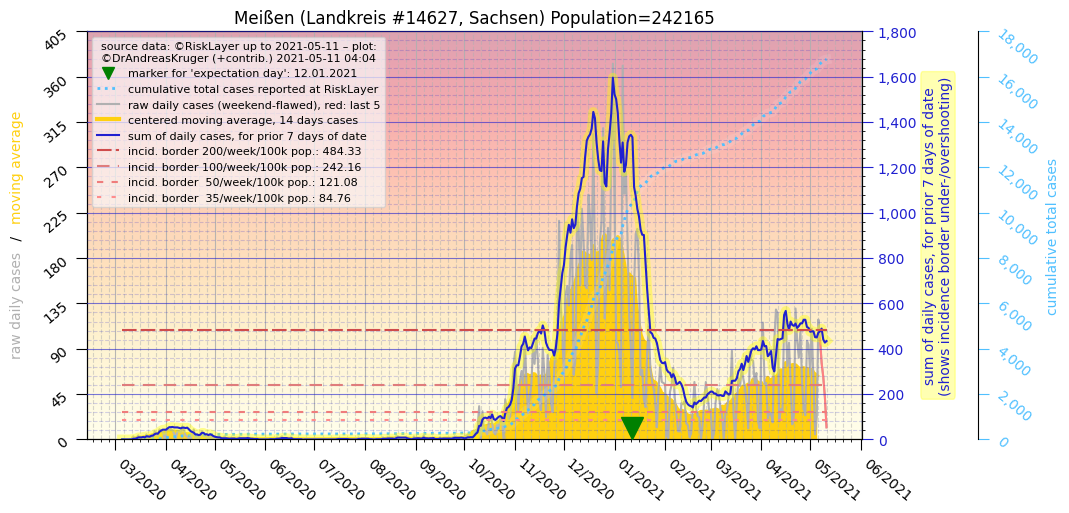 Meißen (Landkreis #14627, Sachsen) Population=242165
source data: ©RiskLayer up to 2021-05-11 – plot:
©DrAndreasKruger (+contrib.) 2021-05-11 04:04
marker for 'expectation day': 12.01.2021
cumulative total cases reported at RiskLayer
raw daily cases (weekend-flawed), red: last 5
centered moving average, 14 days cases
sum of daily cases, for prior 7 days of date
incid. border 200/week/100k pop.: 484.33
incid. border 100/week/100k pop.: 242.16
incid. border  50/week/100k pop.: 121.08
incid. border  35/week/100k pop.: 84.76
raw daily cases / moving average
405
360
315
270
225
180
135
90
45
0
1,800
1,600
1,400
1,200
1,000
800
600
400
200
0
sum of daily cases, for prior 7 days of date
(shows incidence border under-/overshooting)
18,000
16,000
14,000
12,000
10,000
8,000
6,000
4,000
2,000
0
cumulative total cases
03/2020
04/2020
05/2020
06/2020
07/2020
08/2020
09/2020
10/2020
11/2020
12/2020
01/2021
02/2021
03/2021
04/2021
05/2021
06/2021